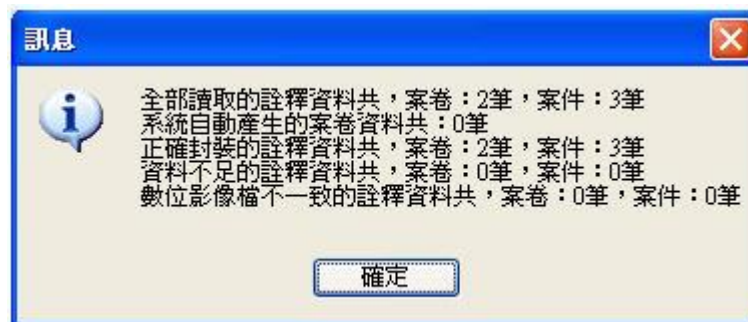 訊息
全部讀取的詮釋資料共，案卷：2筆，案件：3筆
系統自動產生的案卷資料共：0筆
正確封裝的詮釋資料共，案卷：2筆，案件：3筆
資料不足的詮釋資料共，案卷：0筆，案件：0筆
數位影像檔不一致的詮釋資料共，案卷：0筆，案件：0筆
確定